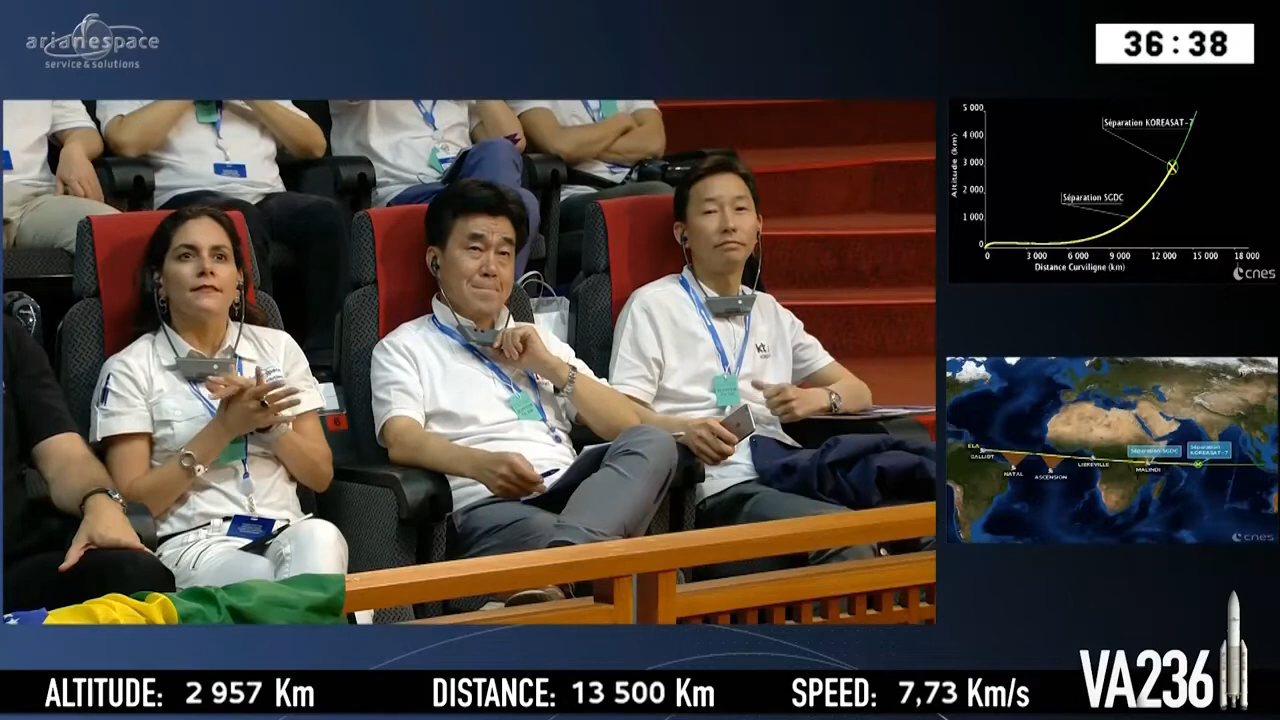 arianespace
service & solutions
36:38
5 000
4 000
3 000
2 000
1 000
0
Altitude (km)
Séparation KOREASAT-7
Séparation SGDC
0
3 000
6 000
9 000
12 000
15 000
18 000
Distance Curviligne (km)
cnes
kt
6
ELA
GALLIOT
NATAL
ASCENSION
LIBREVILLE
MALINDI
Séparation SGDC
Séparation
KOREASAT-7
cnes
VA236
ALTITUDE: 2 957 Km
DISTANCE: 13 500 Km
SPEED: 7,73 Km/s